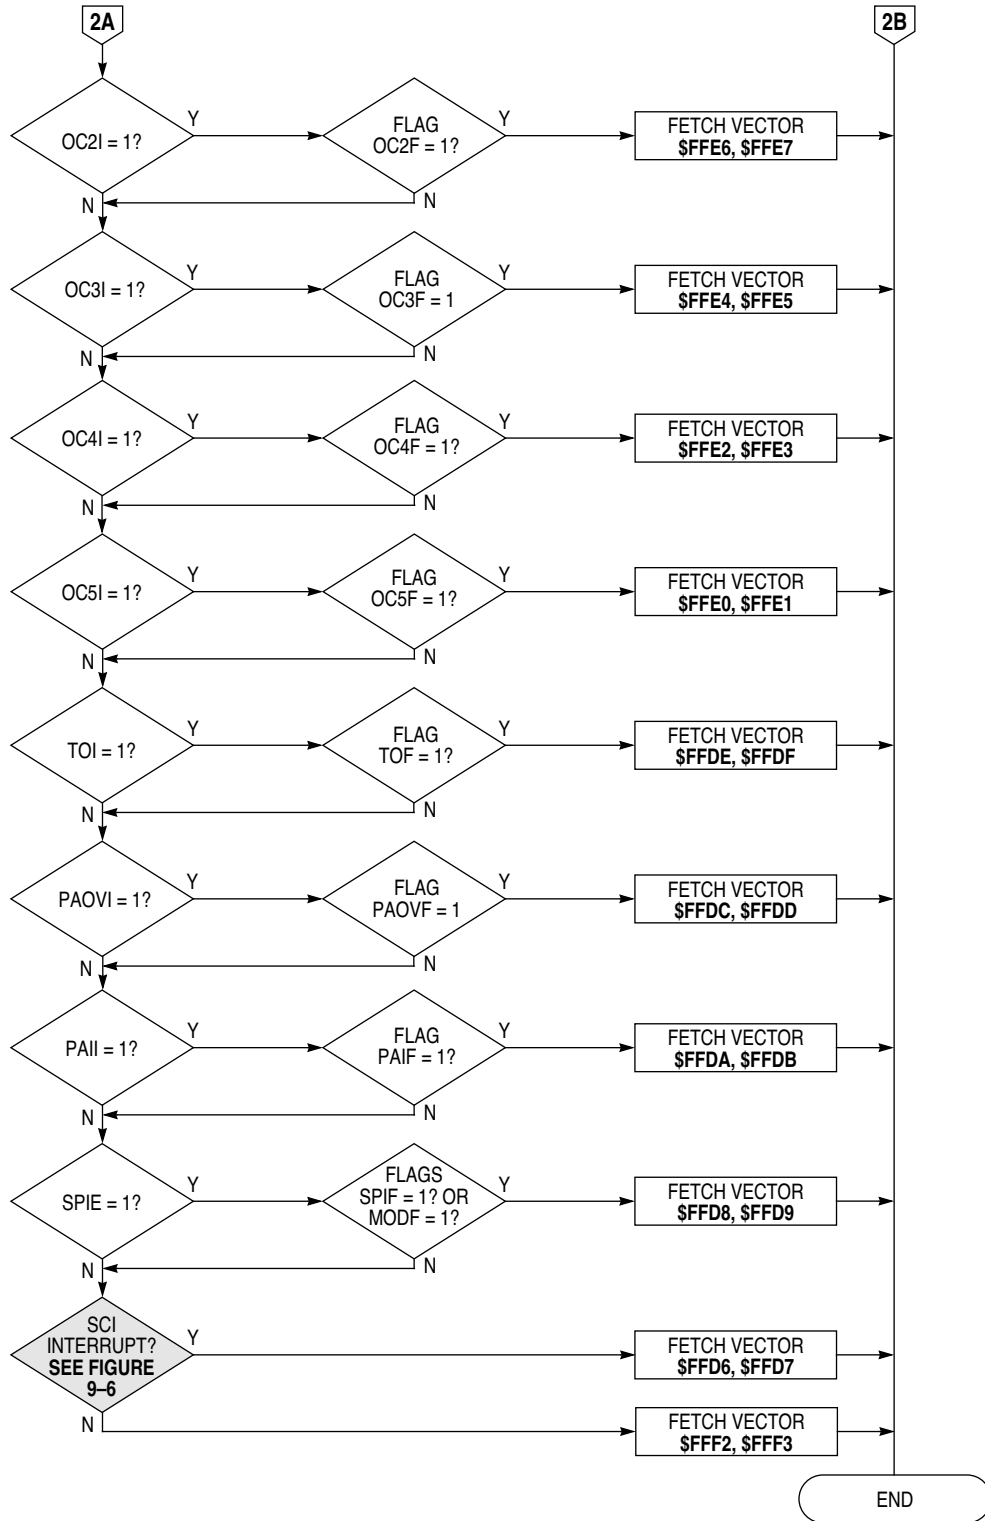 2A
2B
OC2I = 1?
Y
FLAG
OC2F = 1?
Y
FETCH VECTOR
$FFE6, $FFE7
N
N
OC3I = 1?
Y
FLAG
OC3F = 1
Y
FETCH VECTOR
$FFE4, $FFE5
N
N
OC4I = 1?
Y
FLAG
OC4F = 1?
Y
FETCH VECTOR
$FFE2, $FFE3
N
N
OC5I = 1?
Y
FLAG
OC5F = 1?
Y
FETCH VECTOR
$FFE0, $FFE1
N
N
TOI = 1?
Y
FLAG
TOF = 1?
Y
FETCH VECTOR
$FFDE, $FFDF
N
N
PAOVI = 1?
Y
FLAG
PAOVF = 1
Y
FETCH VECTOR
$FFDC, $FFDD
N
N
PAII = 1?
Y
FLAG
PAIF = 1?
Y
FETCH VECTOR
$FFDA, $FFDB
N
N
SPIE = 1?
Y
FLAGS
SPIF = 1? OR
MODF = 1?
Y
FETCH VECTOR
$FFD8, $FFD9
N
N
SCI
INTERRUPT?
SEE FIGURE
9–6
Y
FETCH VECTOR
$FFD6, $FFD7
N
FETCH VECTOR
$FFF2, $FFF3
END